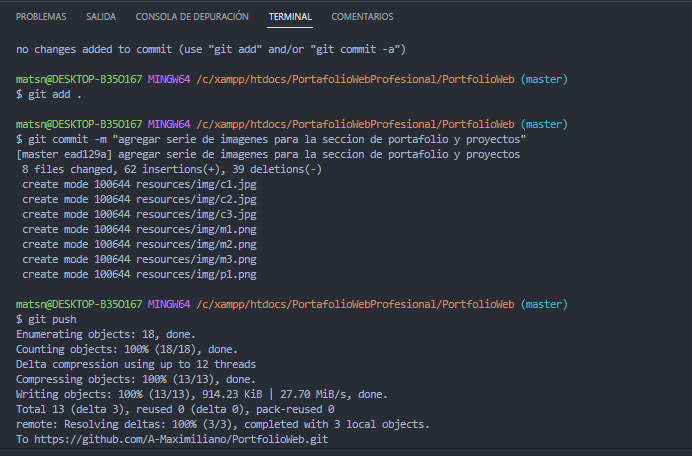 PROBLEMAS SALIDA CONSOLA DE DEPURACIÓN TERMINAL COMENTARIOS
no changes added to commit (use "git add" and/or "git commit -a")
matsn@DESKTOP-B35O167 MINGW64 /c/xampp/htdocs/PortafolioWebProfesional/PortfolioWeb (master)
$ git add .
matsn@DESKTOP-B35O167 MINGW64 /c/xampp/htdocs/PortafolioWebProfesional/PortfolioWeb (master)
$ git commit -m "agregar serie de imagenes para la seccion de portafolio y proyectos"
[master ead129a] agregar serie de imagenes para la seccion de portafolio y proyectos
8 files changed, 62 insertions(+), 39 deletions(-)
create mode 100644 resources/img/c1.jpg
create mode 100644 resources/img/c2.jpg
create mode 100644 resources/img/c3.jpg
create mode 100644 resources/img/m1.png
create mode 100644 resources/img/m2.png
create mode 100644 resources/img/m3.png
create mode 100644 resources/img/p1.png
matsn@DESKTOP-B35O167 MINGW64 /c/xampp/htdocs/PortafolioWebProfesional/PortfolioWeb (master)
$ git push
Enumerating objects: 18, done.
Counting objects: 100% (18/18), done.
Delta compression using up to 12 threads
Compressing objects: 100% (13/13), done.
Writing objects: 100% (13/13), 914.23 KiB | 27.70 MiB/s, done.
Total 13 (delta 3), reused 0 (delta 0), pack-reused 0
remote: Resolving deltas: 100% (3/3), completed with 3 local objects.
To https://github.com/A-Maximiliano/PortfolioWeb.git